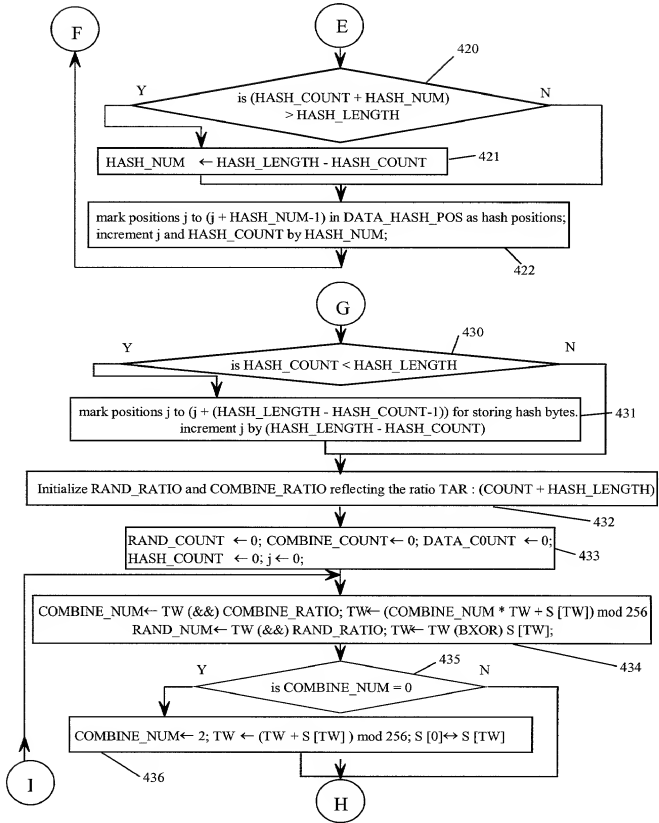 F
E
420
Y
N
is (HASH_COUNT + HASH_NUM)
> HASH_LENGTH
HASH_NUM ← HASH_LENGTH - HASH_COUNT
421
mark positions j to (j + HASH_NUM-1) in DATA_HASH_POS as hash positions;
increment j and HASH_COUNT by HASH_NUM;
422
G
430
Y
N
is HASH_COUNT < HASH_LENGTH
mark positions j to (j + (HASH_LENGTH - HASH_COUNT-1)) for storing hash bytes.
increment j by (HASH_LENGTH - HASH_COUNT)
431
Initialize RAND_RATIO and COMBINE_RATIO reflecting the ratio TAR : (COUNT + HASH_LENGTH)
432
RAND_COUNT ← 0; COMBINE_COUNT← 0; DATA_C0UNT ← 0;
HASH_COUNT ← 0; j ← 0;
433
COMBINE_NUM← TW (&&) COMBINE_RATIO; TW← (COMBINE_NUM * TW + S [TW]) mod 256
RAND_NUM← TW (&&) RAND_RATIO; TW← TW (BXOR) S [TW];
434
435
Y
N
is COMBINE_NUM = 0
COMBINE_NUM← 2; TW ← (TW + S [TW] ) mod 256; S [0]↔ S [TW]
436
I
H